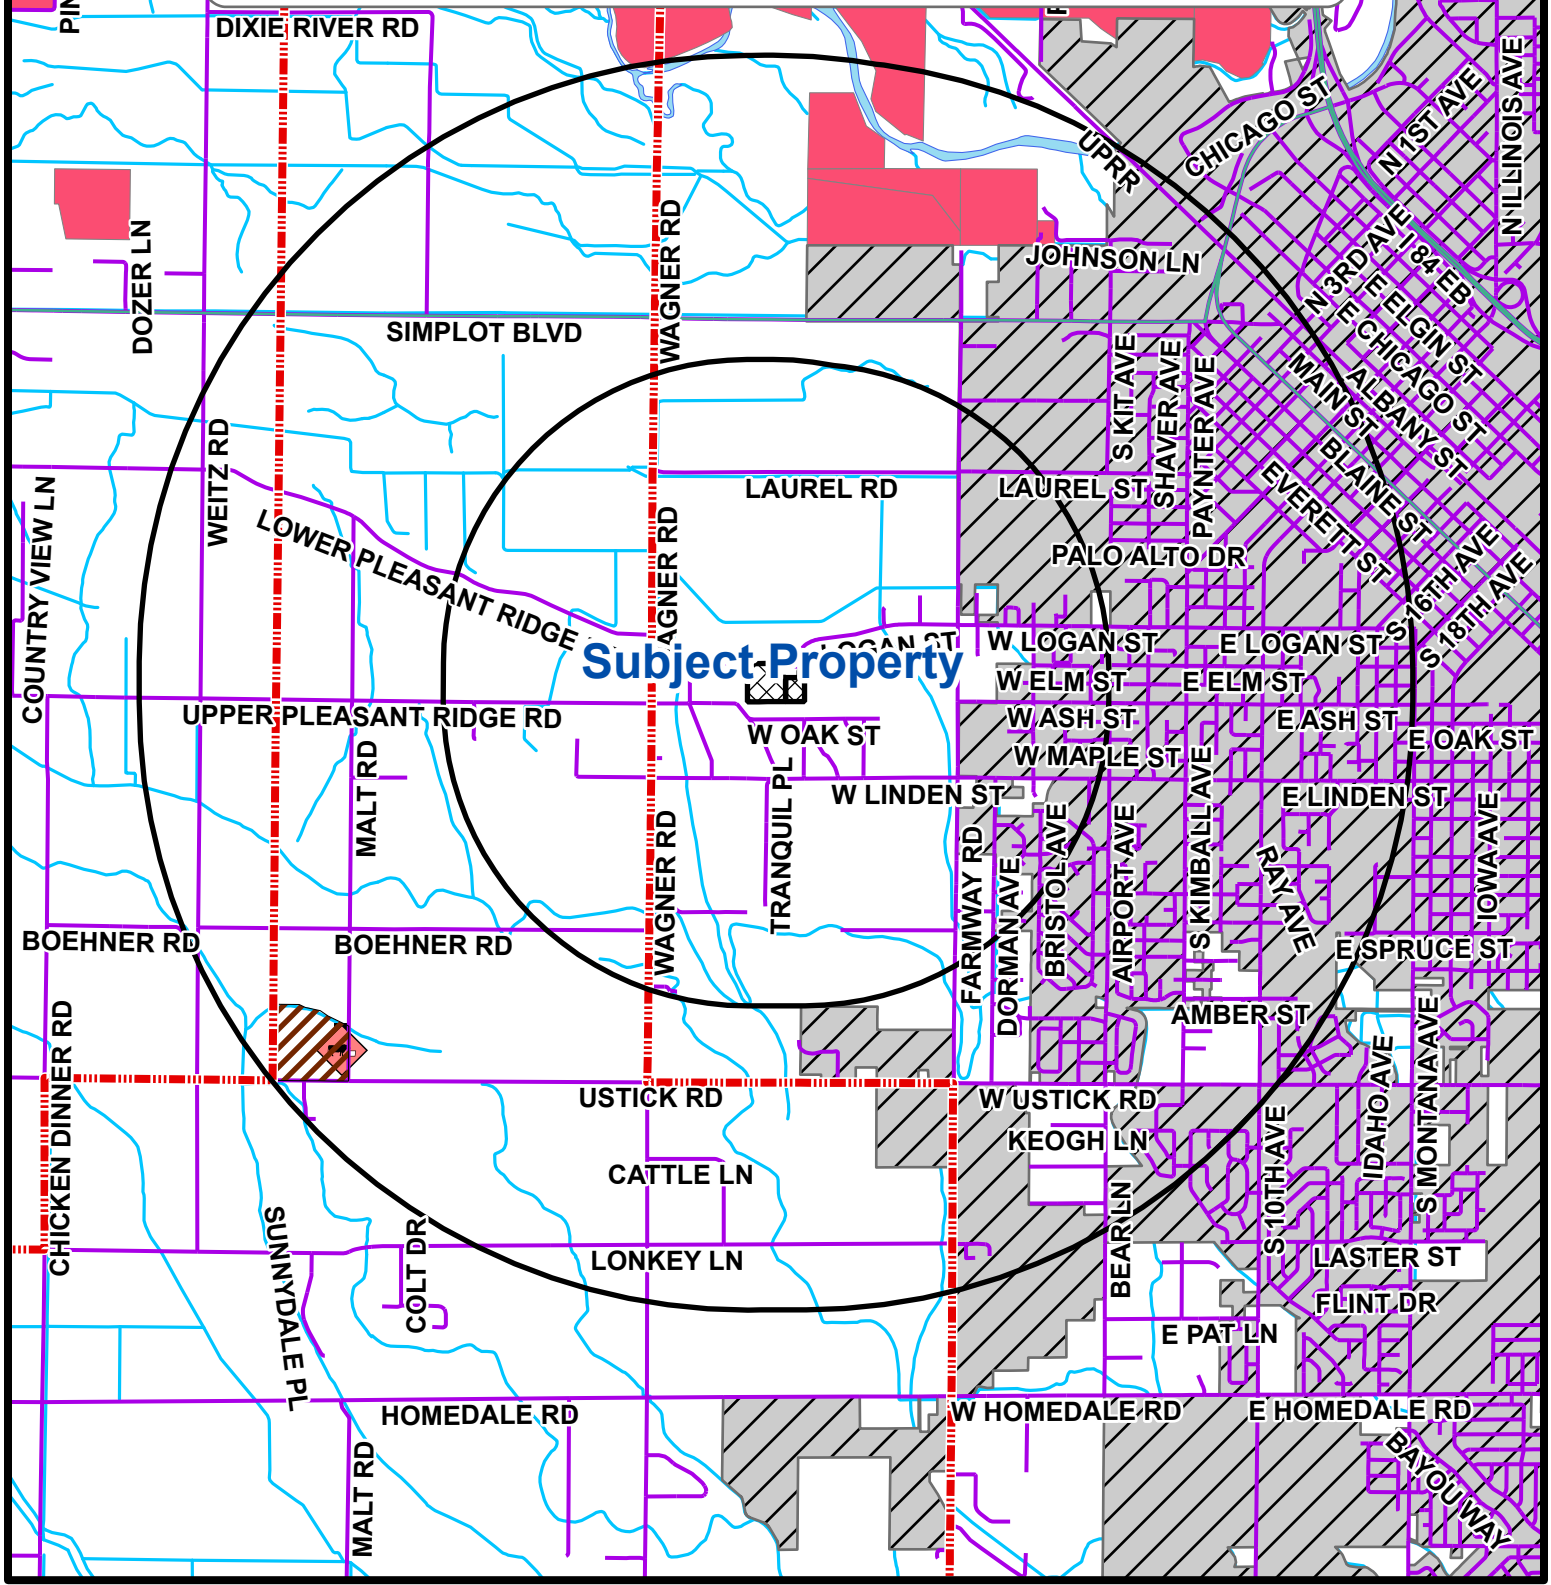 DIXIE RIVER RD
UPRR
CHICAGO ST
N 1ST AVE
N ILLINOIS AVE
DOZER LN
WAGNER RD
JOHNSON LN
N 3RD AVE
I 84 EB
E ELGIN ST
E CHICAGO ST
SIMPLOT BLVD
MAIN ST
ALBANY ST
S KIT AVE
SHAVER AVE
PAYNTER AVE
BLAINE ST
EVERETT ST
WEITZ RD
LAUREL RD
LAUREL ST
COUNTRY VIEW LN
LOWER PLEASANT RIDGE
WAGNER RD
PALO ALTO DR
S 16TH AVE
S 18TH AVE
LOGAN ST
W LOGAN ST
E LOGAN ST
Subject Property
W ELM ST
E ELM ST
UPPER PLEASANT RIDGE RD
W ASH ST
E ASH ST
W OAK ST
E OAK ST
W MAPLE ST
MALT RD
W LINDEN ST
E LINDEN ST
WAGNER RD
TRANQUIL PL
FARMWAY RD
DORMAN AVE
BRISTOL AVE
AIRPORT AVE
S KIMBALL AVE
RAY AVE
IOWA AVE
BOEHNER RD
BOEHNER RD
E SPRUCE ST
AMBER ST
CHICKEN DINNER RD
USTICK RD
W USTICK RD
KEOGH LN
S 10TH AVE
IDAHO AVE
S MONTANA AVE
CATTLE LN
SUNNYDALE PL
COLT DR
LONKEY LN
BEAR LN
LASTER ST
FLINT DR
E PAT LN
HOMEDALE RD
W HOMEDALE RD
E HOMEDALE RD
MALT RD
BAYOU WAY